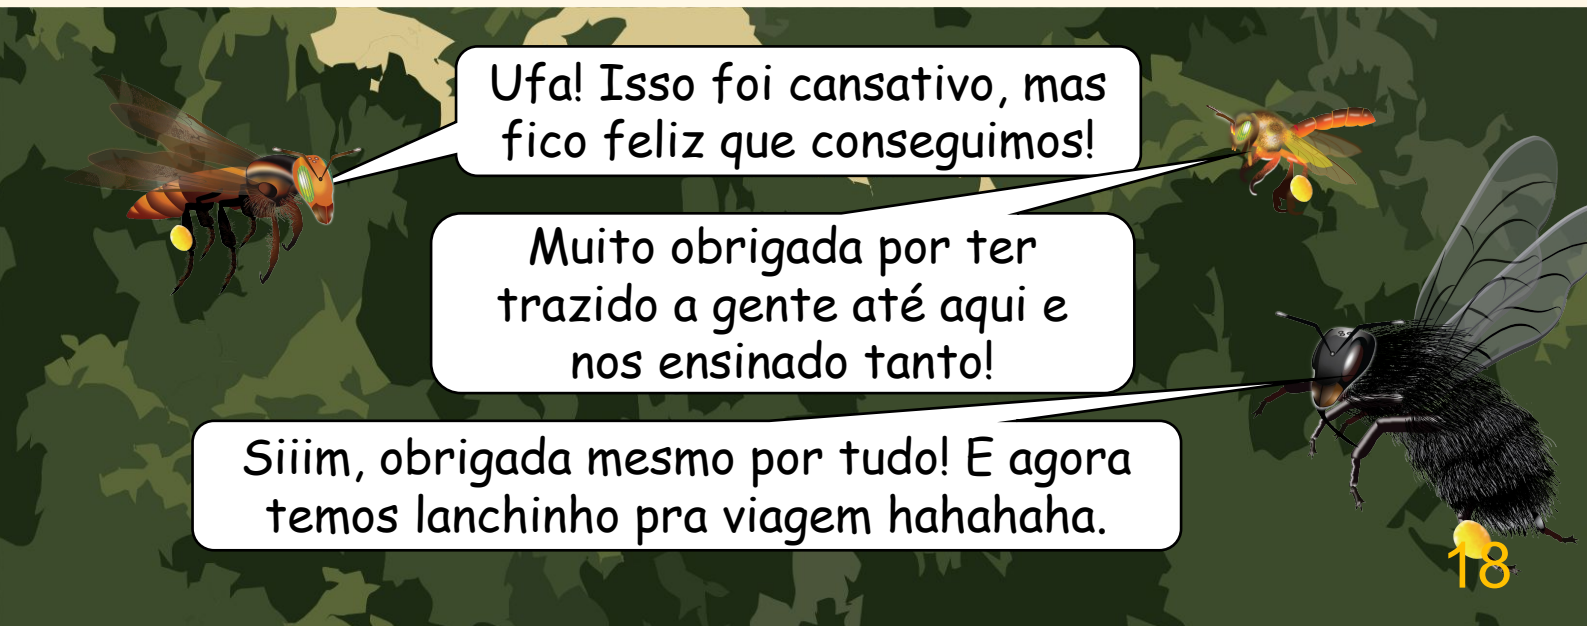 Ufa! Isso foi cansativo, mas
fico feliz que conseguimos!
Muito obrigada por ter
trazido a gente até aqui e
nos ensinado tanto!
Siiim, obrigada mesmo por tudo! E agora
temos lanchinho pra viagem hahahaha.
18